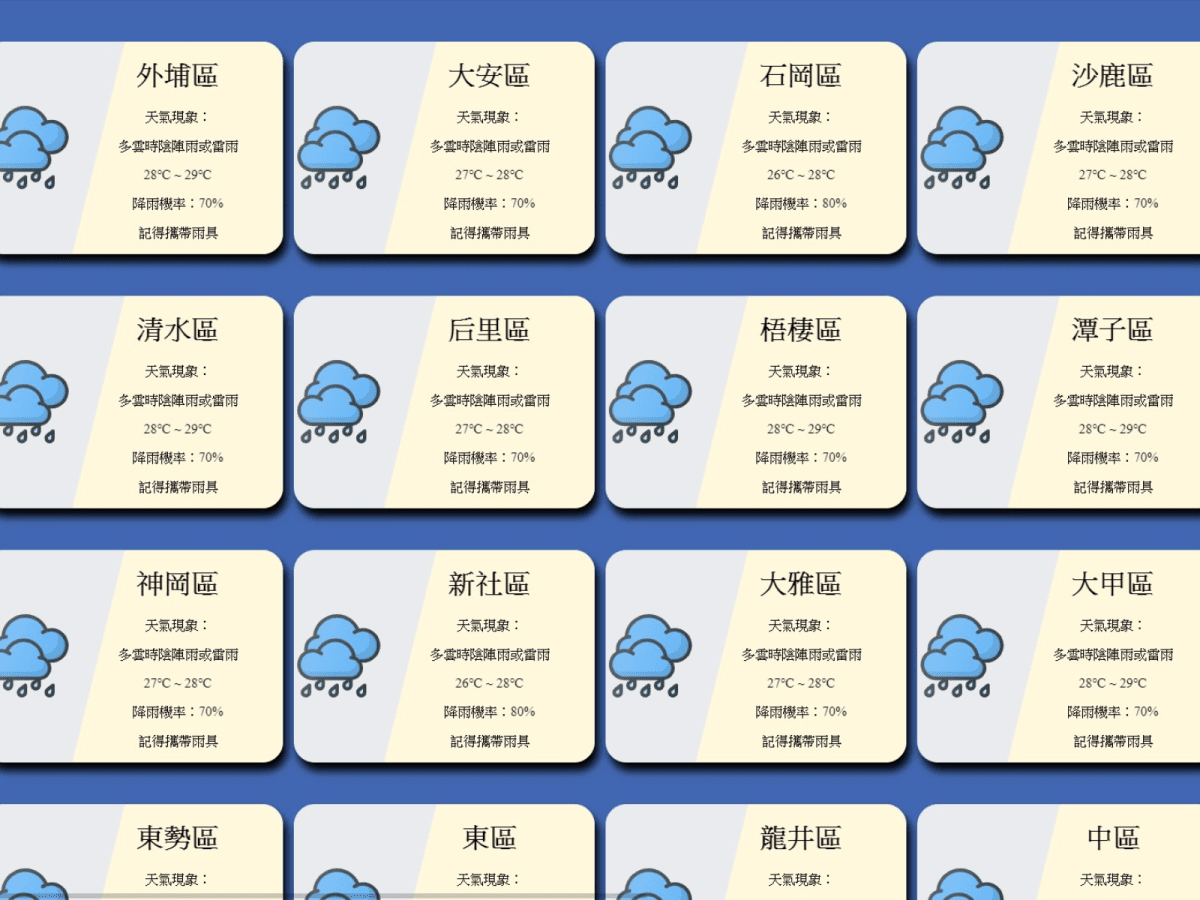 外埔區
天氣現象：
多雲時陰陣雨或雷雨
28℃ ~ 29℃
降雨機率：70%
記得攜帶雨具
大安區
天氣現象：
多雲時陰陣雨或雷雨
27℃ ~ 28℃
降雨機率：70%
記得攜帶雨具
石岡區
天氣現象：
多雲時陰陣雨或雷雨
26℃ ~ 28℃
降雨機率：80%
記得攜帶雨具
沙鹿區
天氣現象：
多雲時陰陣雨或雷雨
27℃ ~ 28℃
降雨機率：70%
記得攜帶雨具
清水區
天氣現象：
多雲時陰陣雨或雷雨
28℃ ~ 29℃
降雨機率：70%
記得攜帶雨具
后里區
天氣現象：
多雲時陰陣雨或雷雨
27℃ ~ 28℃
降雨機率：70%
記得攜帶雨具
梧棲區
天氣現象：
多雲時陰陣雨或雷雨
28℃ ~ 29℃
降雨機率：70%
記得攜帶雨具
潭子區
天氣現象：
多雲時陰陣雨或雷雨
28℃ ~ 29℃
降雨機率：70%
記得攜帶雨具
神岡區
天氣現象：
多雲時陰陣雨或雷雨
27℃ ~ 28℃
降雨機率：70%
記得攜帶雨具
新社區
天氣現象：
多雲時陰陣雨或雷雨
26℃ ~ 28℃
降雨機率：80%
記得攜帶雨具
大雅區
天氣現象：
多雲時陰陣雨或雷雨
27℃ ~ 28℃
降雨機率：70%
記得攜帶雨具
大甲區
天氣現象：
多雲時陰陣雨或雷雨
28℃ ~ 29℃
降雨機率：70%
記得攜帶雨具
東勢區
天氣現象：
東區
天氣現象：
龍井區
天氣現象：
中區
天氣現象：